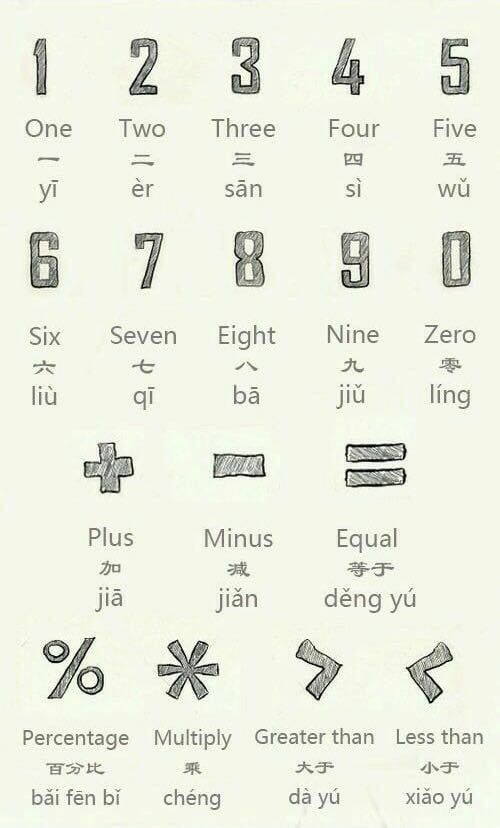 1 2 3 4 5
One Two Three Four Five
一 二 三 四 五
yī èr sān sì wǔ
6 7 8 9 0
Six Seven Eight Nine Zero
六 七 八 九 零
liù qī bā jiǔ líng
+ - =
Plus Minus Equal
加 减 等于
jiā jiǎn děng yú
% * > <
Percentage Multiply Greater than Less than
百分比 乘 大于 小于
bǎi fēn bǐ chéng dà yú xiǎo yú